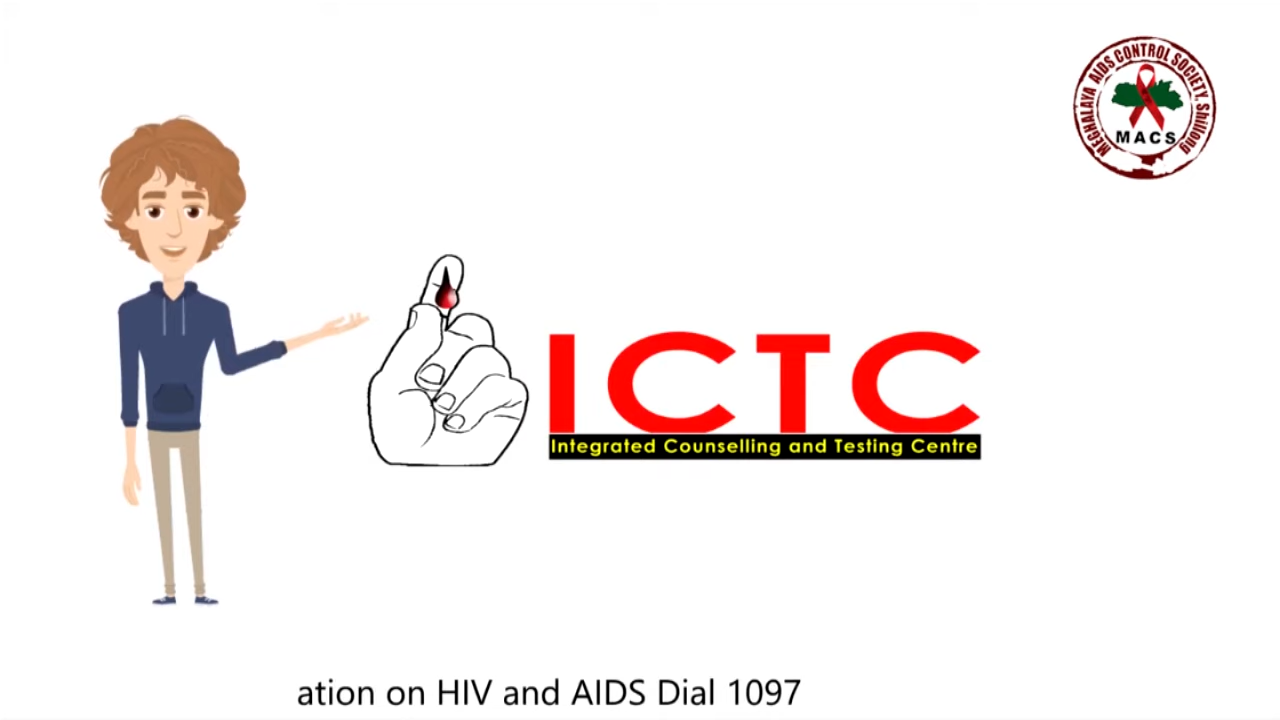 MEGHALAYA AIDS CONTROL SOCIETY, Shillong
MACS
ICTC
Integrated Counselling and Testing Centre
ation on HIV and AIDS Dial 1097